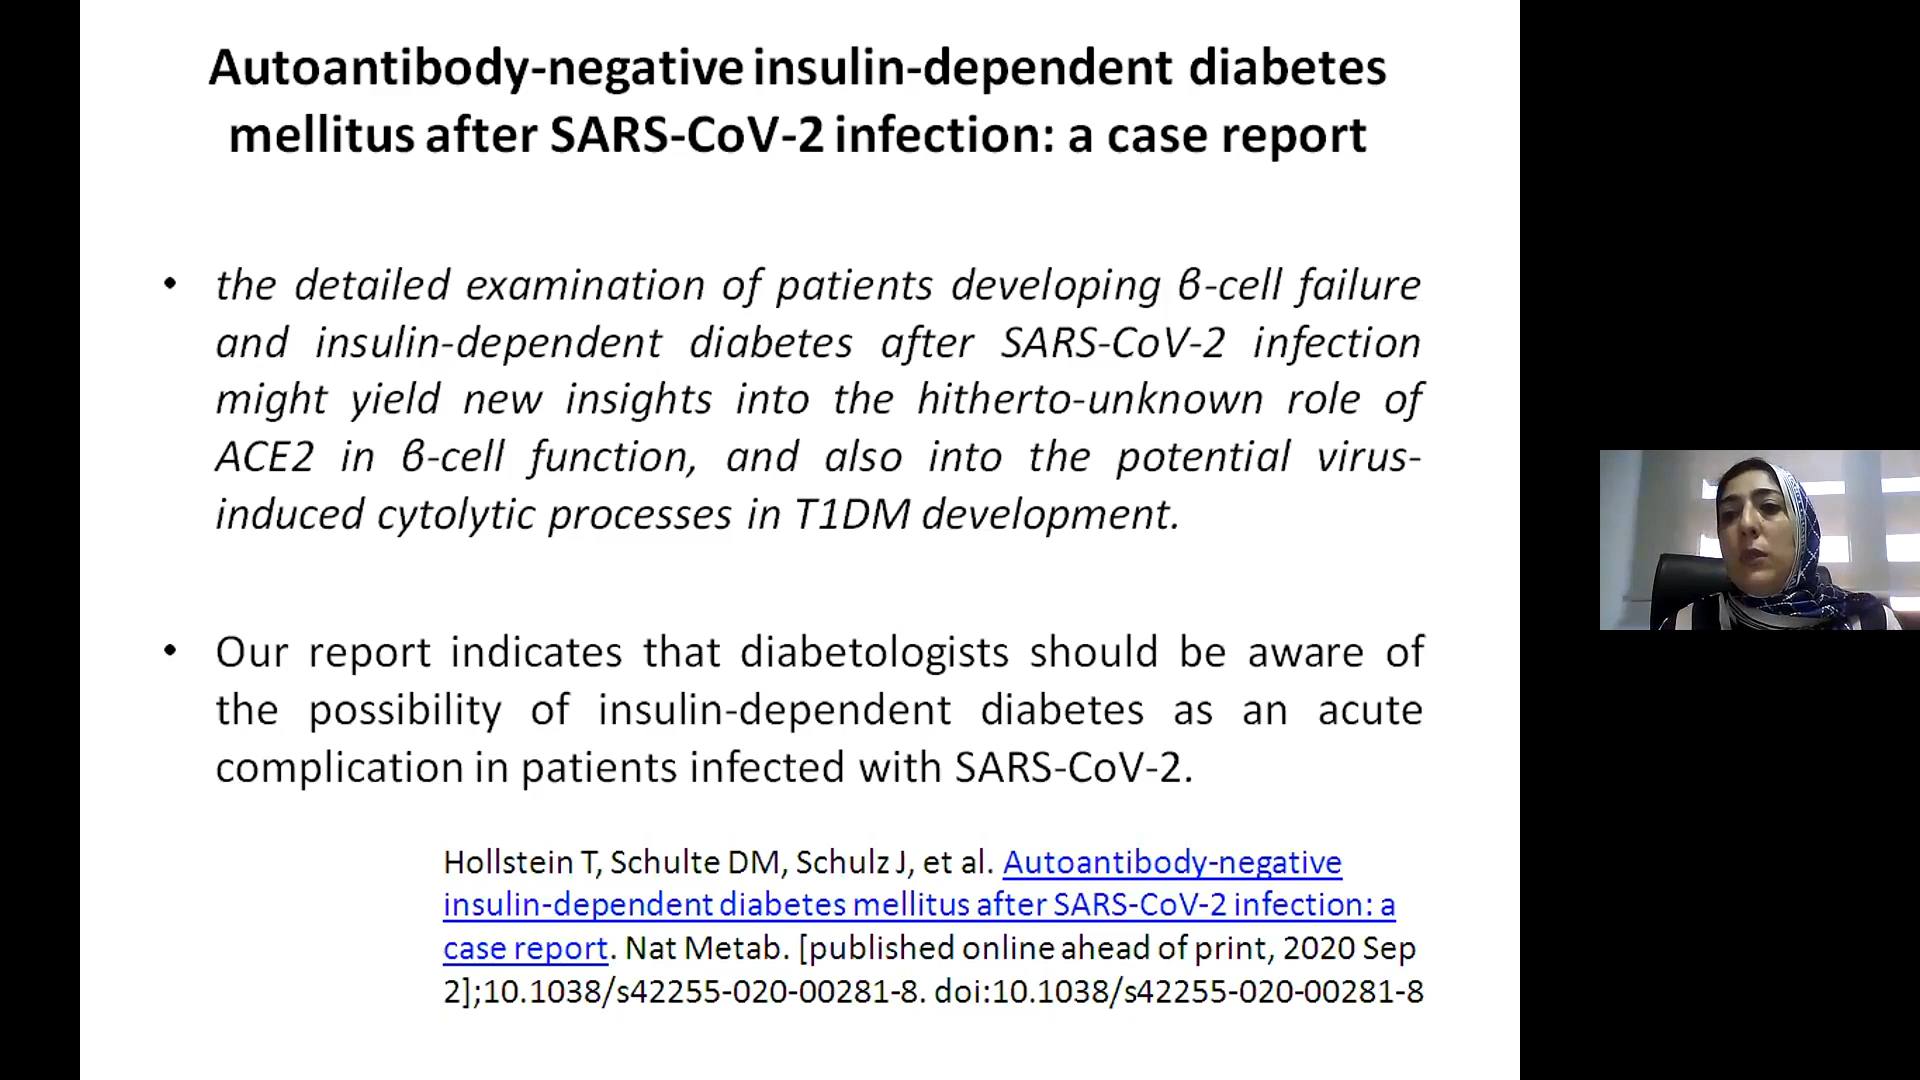 Autoantibody-negative insulin-dependent diabetes
mellitus after SARS-CoV-2 infection: a case report
• the detailed examination of patients developing β-cell failure
and insulin-dependent diabetes after SARS-CoV-2 infection
might yield new insights into the hitherto-unknown role of
ACE2 in β-cell function, and also into the potential virus-
induced cytolytic processes in T1DM development.
• Our report indicates that diabetologists should be aware of
the possibility of insulin-dependent diabetes as an acute
complication in patients infected with SARS-CoV-2.
Hollstein T, Schulte DM, Schulz J, et al. Autoantibody-negative
insulin-dependent diabetes mellitus after SARS-CoV-2 infection: a
case report. Nat Metab. [published online ahead of print, 2020 Sep
2];10.1038/s42255-020-00281-8. doi:10.1038/s42255-020-00281-8